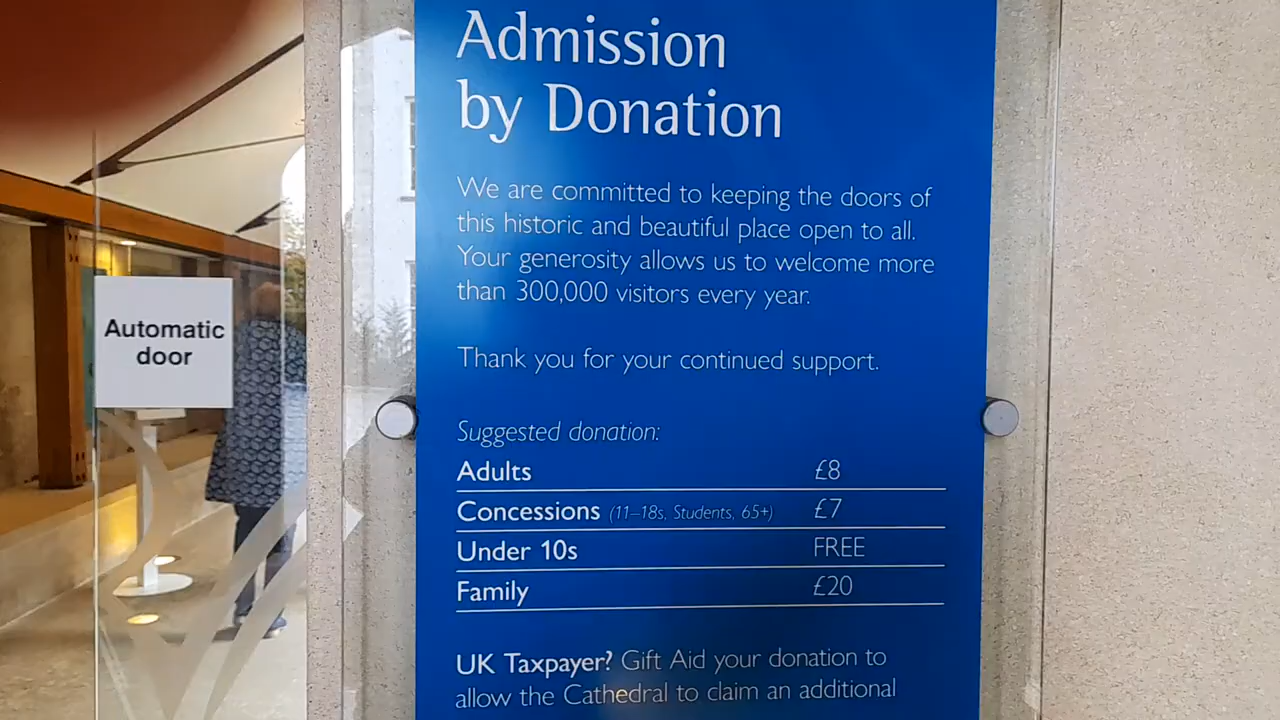 Admission
by Donation
We are committed to keeping the doors of
this historic and beautiful place open to all.
Your generosity allows us to welcome more
than 300,000 visitors every year.
Thank you for your continued support.
Suggested donation:
Adults £8
Concessions (11–18s, Students, 65+) £7
Under 10s FREE
Family £20
UK Taxpayer? Gift Aid your donation to
allow the Cathedral to claim an additional
Automatic
door